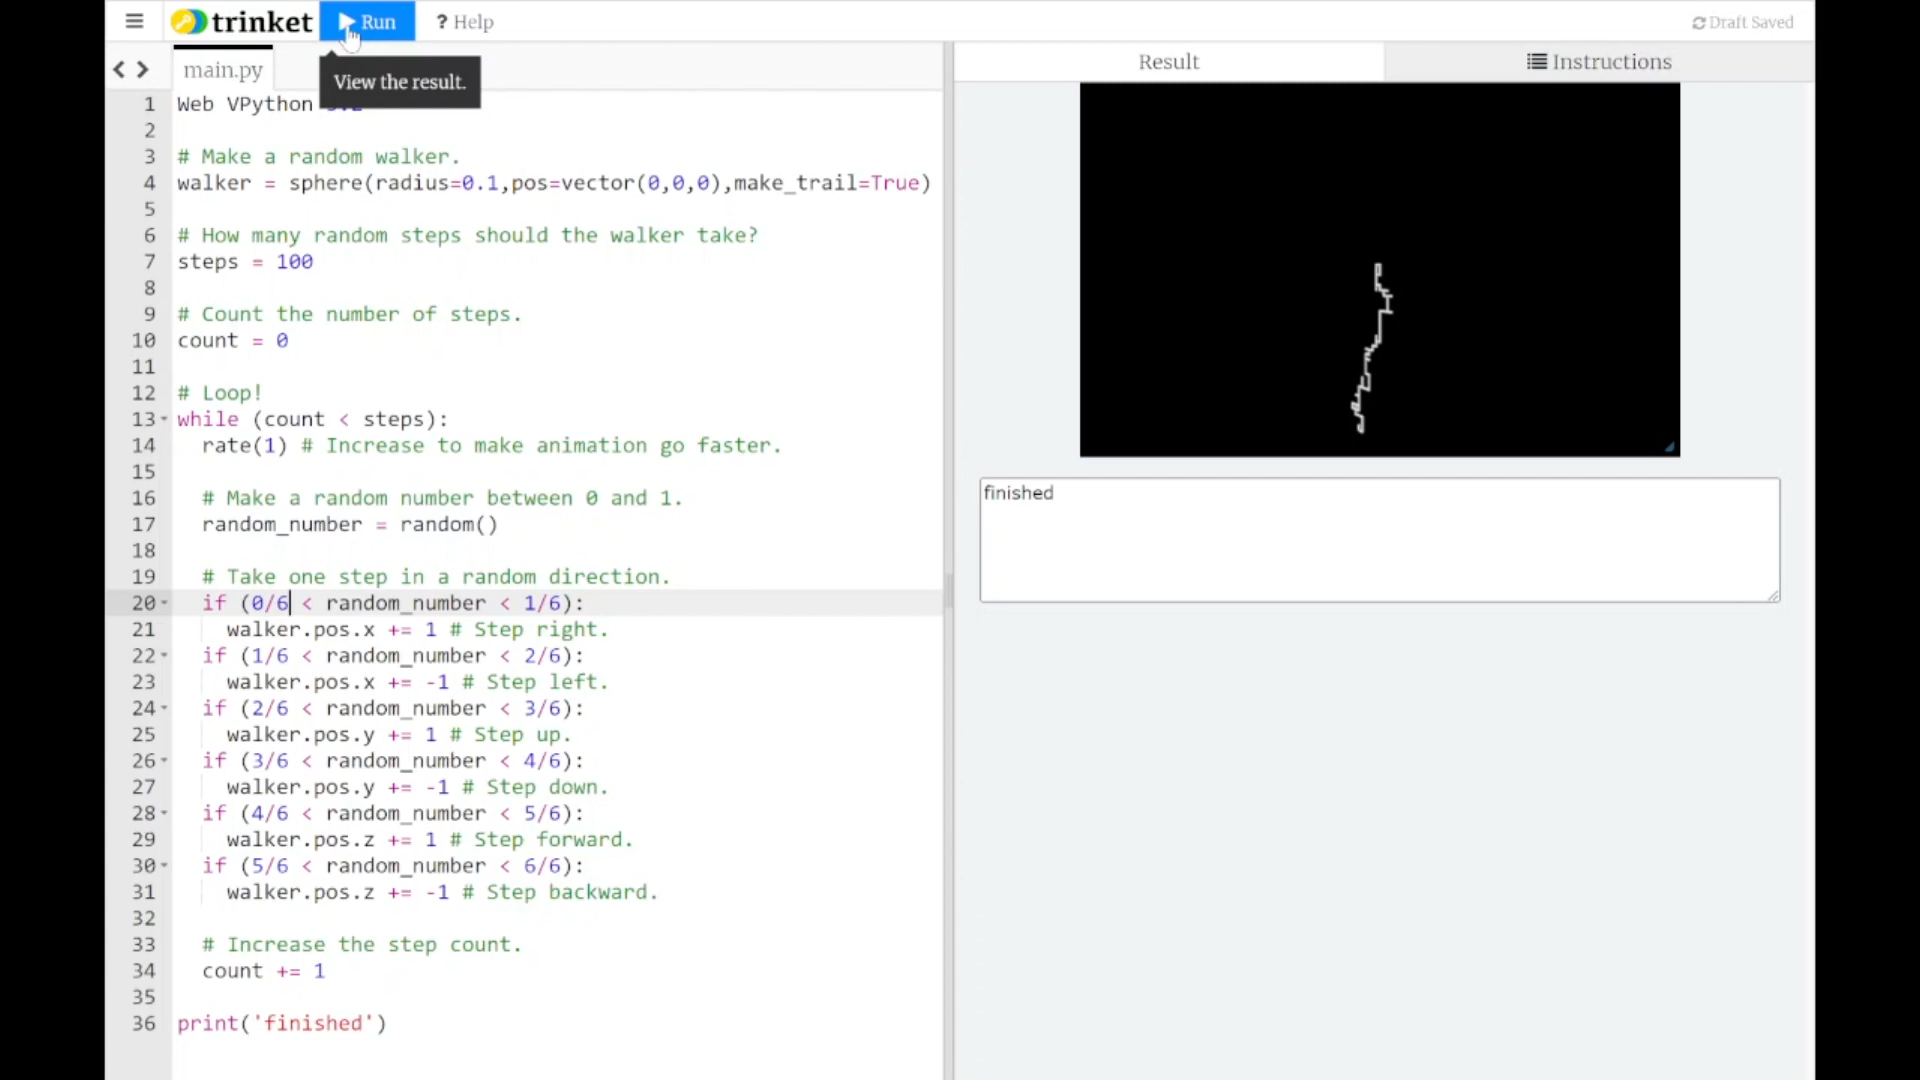 trinket
Run
? Help
Draft Saved
main.py
View the result.
Result
Instructions
1 Web VPython
2
3 # Make a random walker.
4 walker = sphere(radius=0.1,pos=vector(0,0,0),make_trail=True)
5
6 # How many random steps should the walker take?
7 steps = 100
8
9 # Count the number of steps.
10 count = 0
11
12 # Loop!
13 while (count < steps):
14 rate(1) # Increase to make animation go faster.
15
16 # Make a random number between 0 and 1.
17 random_number = random()
18
19 # Take one step in a random direction.
20 if (0/6 < random_number < 1/6):
21 walker.pos.x += 1 # Step right.
22 if (1/6 < random_number < 2/6):
23 walker.pos.x += -1 # Step left.
24 if (2/6 < random_number < 3/6):
25 walker.pos.y += 1 # Step up.
26 if (3/6 < random_number < 4/6):
27 walker.pos.y += -1 # Step down.
28 if (4/6 < random_number < 5/6):
29 walker.pos.z += 1 # Step forward.
30 if (5/6 < random_number < 6/6):
31 walker.pos.z += -1 # Step backward.
32
33 # Increase the step count.
34 count += 1
35
36 print('finished')
finished